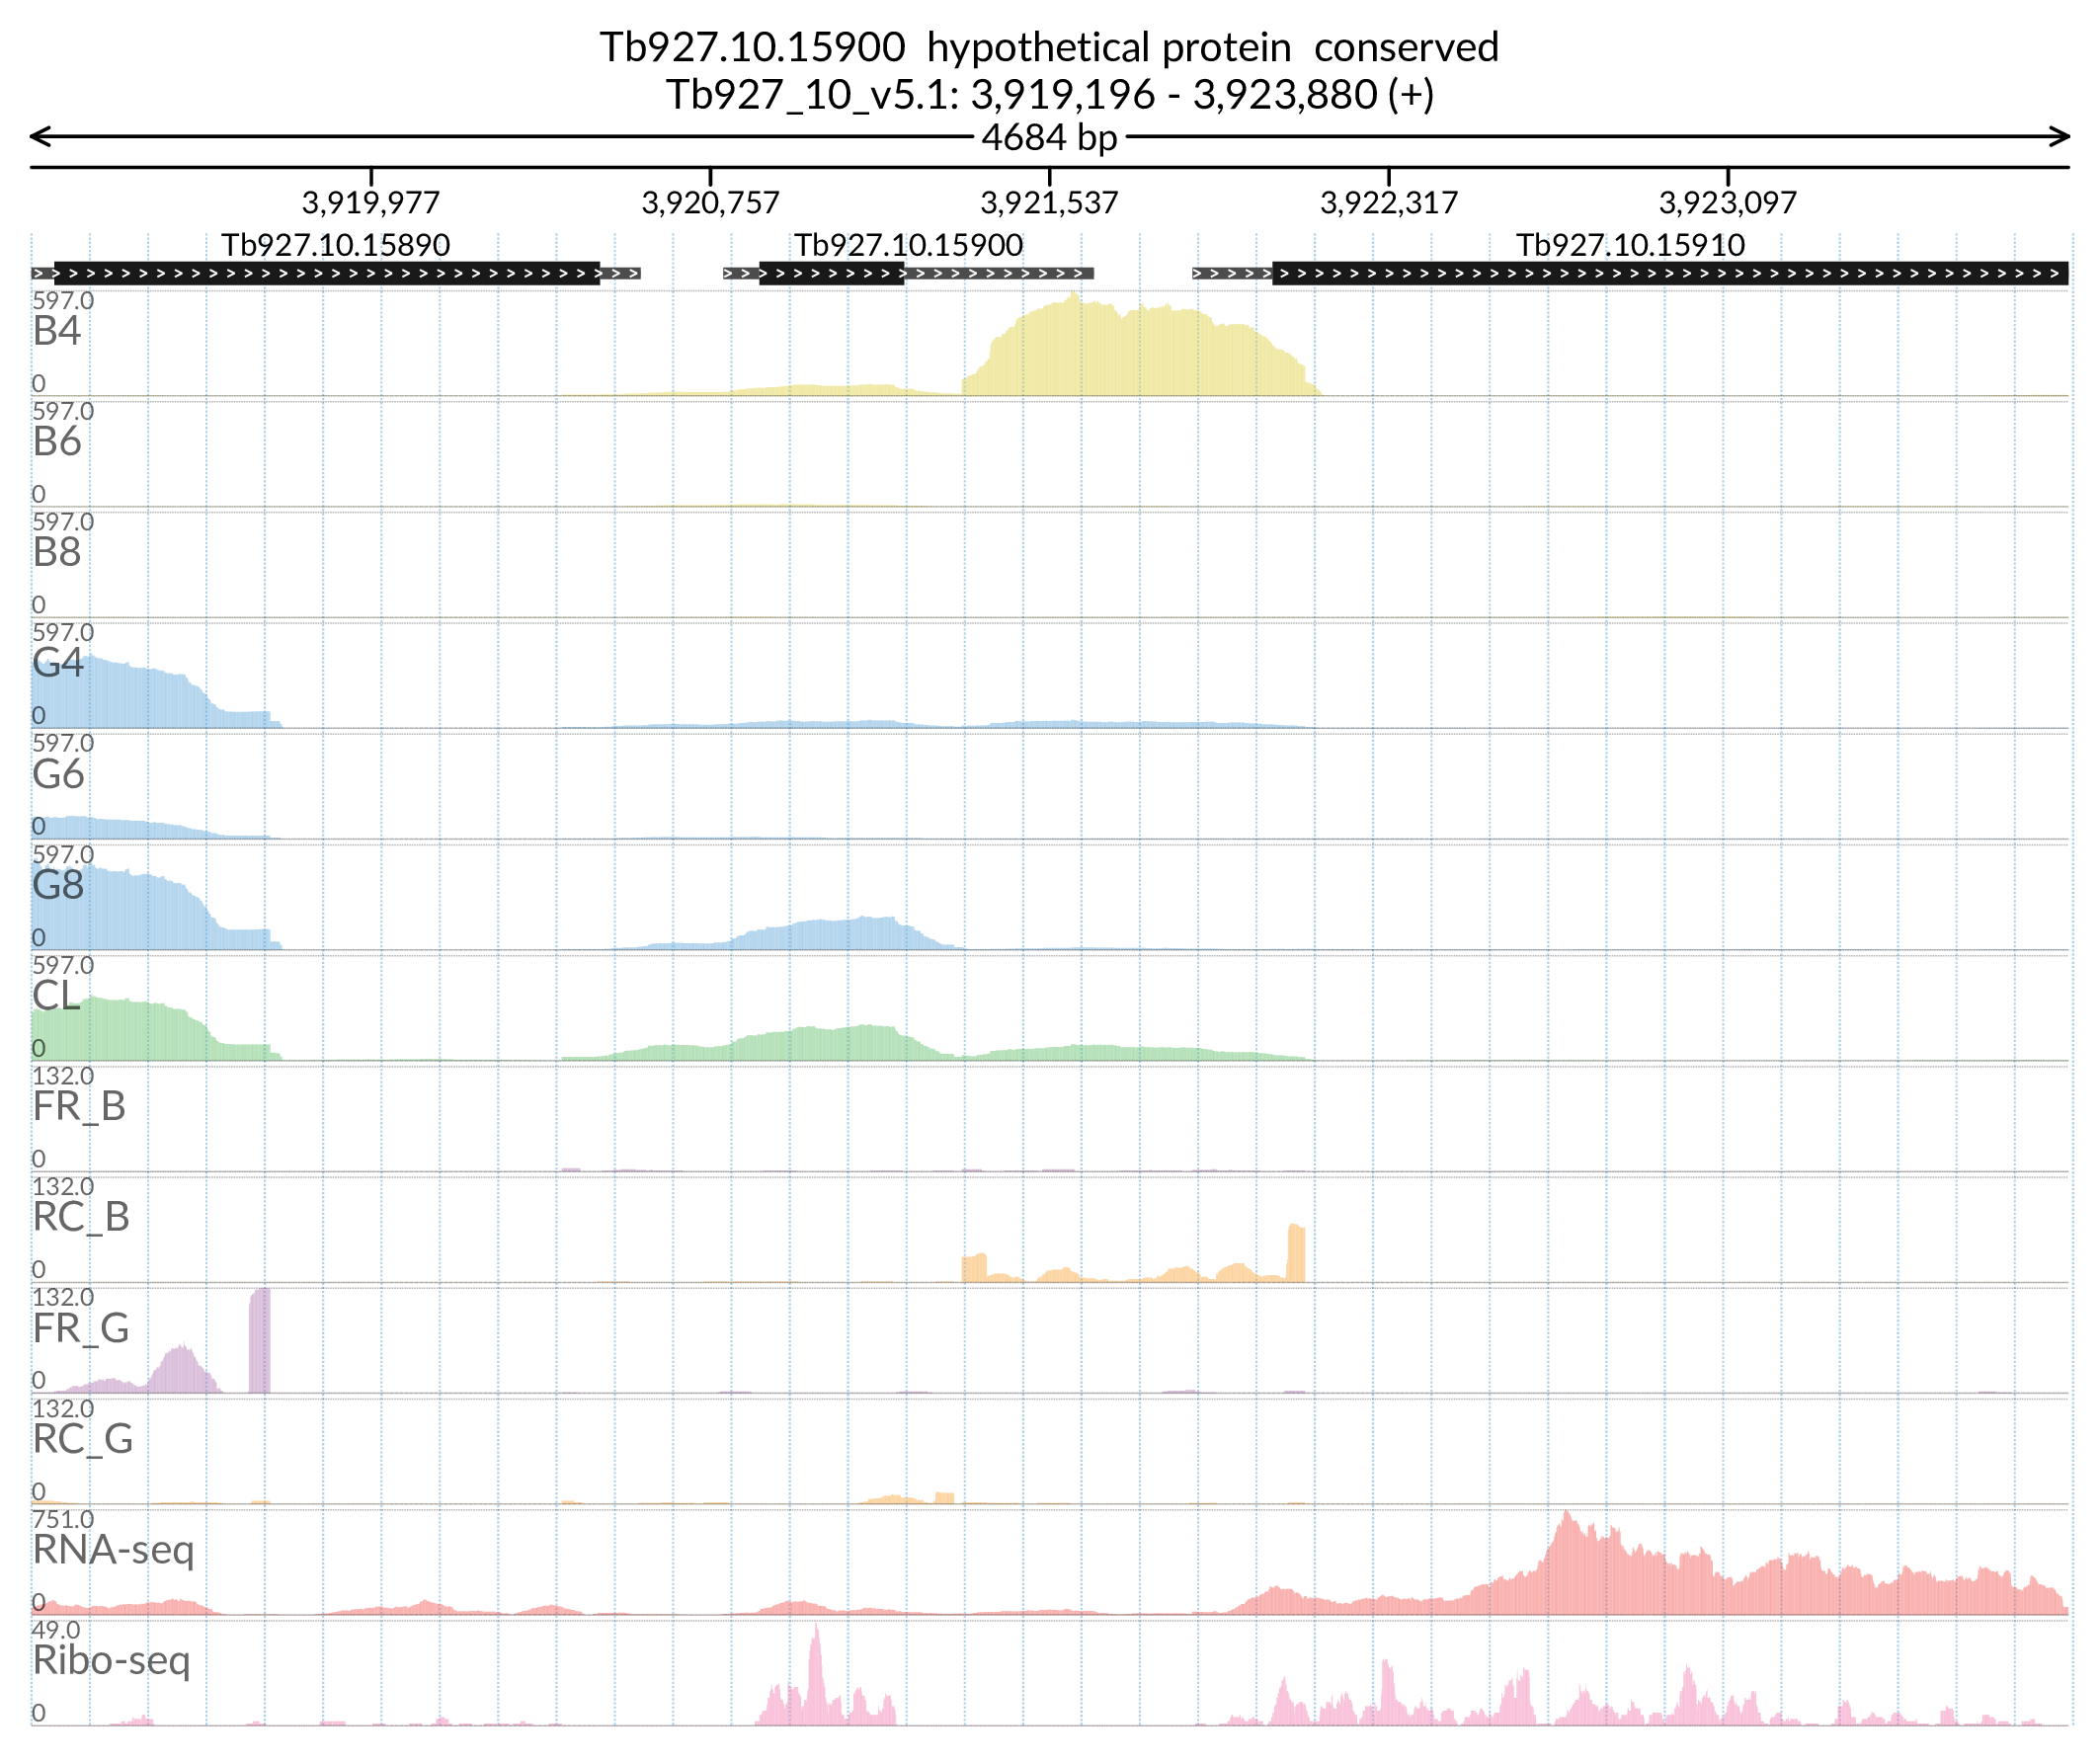 Tb927.10.15900  hypothetical protein  conserved
Tb927_10_v5.1: 3,919,196 - 3,923,880 (+)
4684 bp
3,919,977 3,920,757 3,921,537 3,922,317 3,923,097
Tb927.10.15890 Tb927.10.15900 Tb927.10.15910
597.0
B4
0
597.0
B6
0
597.0
B8
0
597.0
G4
0
597.0
G6
0
597.0
G8
0
597.0
CL
0
132.0
FR_B
0
132.0
RC_B
0
132.0
FR_G
0
132.0
RC_G
0
751.0
RNA-seq
0
49.0
Ribo-seq
0